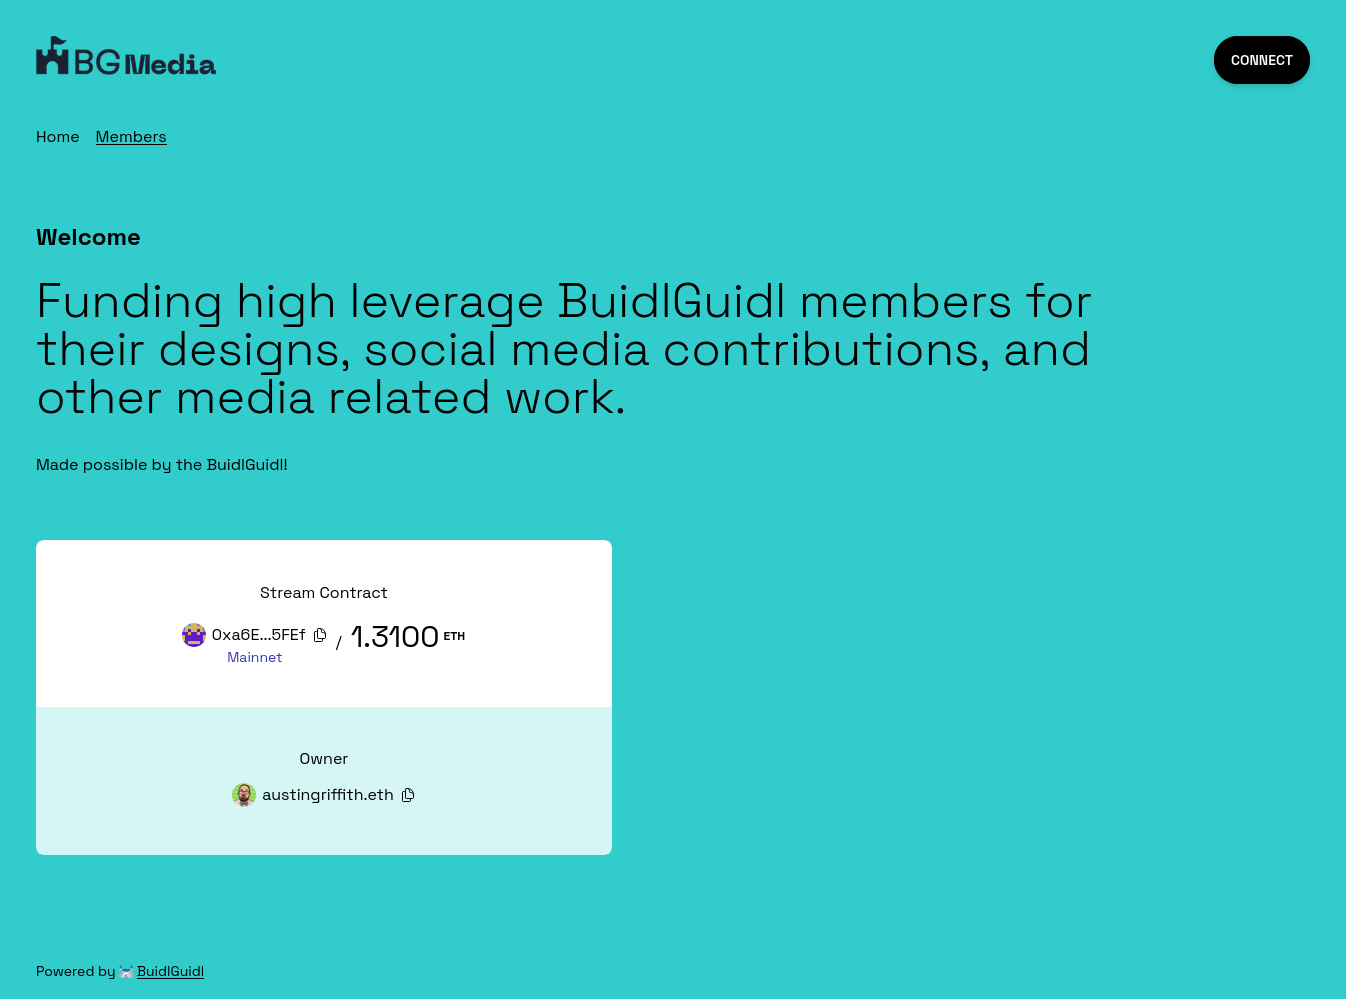 BG Media
CONNECT
Home Members
Welcome
Funding high leverage BuidlGuidl members for
their designs, social media contributions, and
other media related work.
Made possible by the BuidlGuidl!
Stream Contract
0xa6E...5FEf / 1.3100 ETH
Mainnet
Owner
austingriffith.eth
Powered by BuidlGuidl